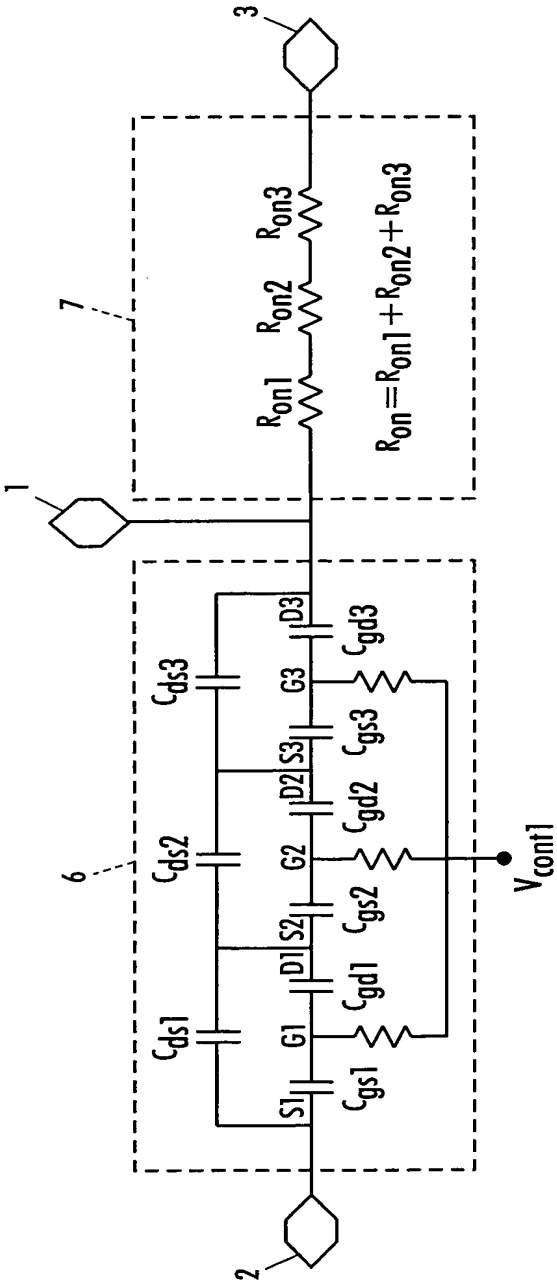 1
2
3
6
7
Cds1
Cds2
Cds3
S1
G1
D1
S2
G2
D2
S3
G3
D3
Cgs1
Cgd1
Cgs2
Cgd2
Cgs3
Cgd3
Vcont1
Ron1
Ron2
Ron3
Ron=Ron1+Ron2+Ron3